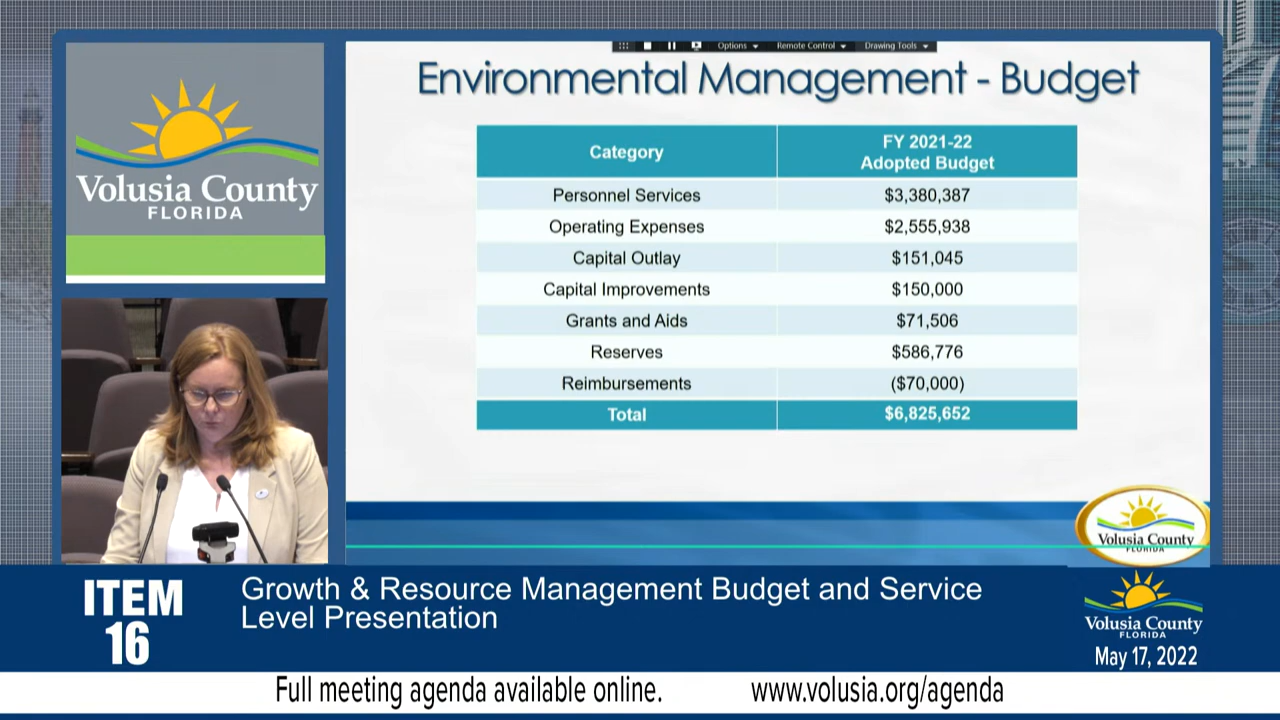 Options
Remote Control
Drawing Tools
Environmental Management - Budget
Volusia County
FLORIDA
Category
FY 2021-22
Adopted Budget
Personnel Services
$3,380,387
Operating Expenses
$2,555,938
Capital Outlay
$151,045
Capital Improvements
$150,000
Grants and Aids
$71,506
Reserves
$586,776
Reimbursements
($70,000)
Total
$6,825,652
Volusia County
FLORIDA
ITEM
16
Growth & Resource Management Budget and Service
Level Presentation
Volusia County
FLORIDA
May 17, 2022
Full meeting agenda available online.
www.volusia.org/agenda